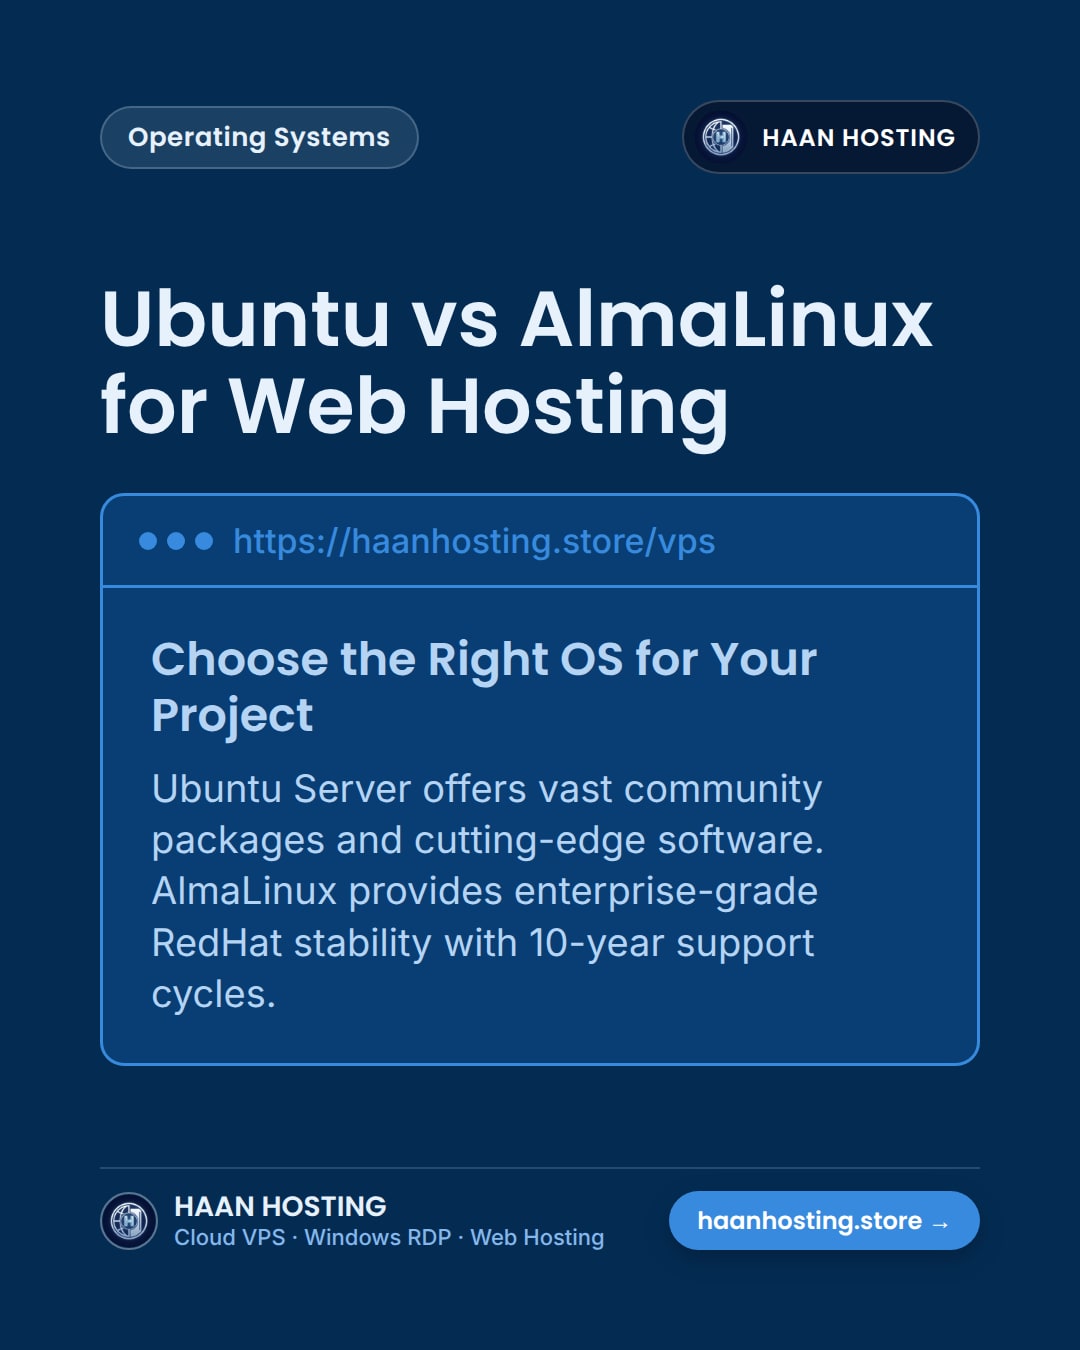 Operating Systems
HAAN HOSTING
Ubuntu vs AlmaLinux
for Web Hosting
https://haanhosting.store/vps
Choose the Right OS for Your
Project
Ubuntu Server offers vast community
packages and cutting-edge software.
AlmaLinux provides enterprise-grade
RedHat stability with 10-year support
cycles.
HAAN HOSTING
Cloud VPS · Windows RDP · Web Hosting
haanhosting.store →